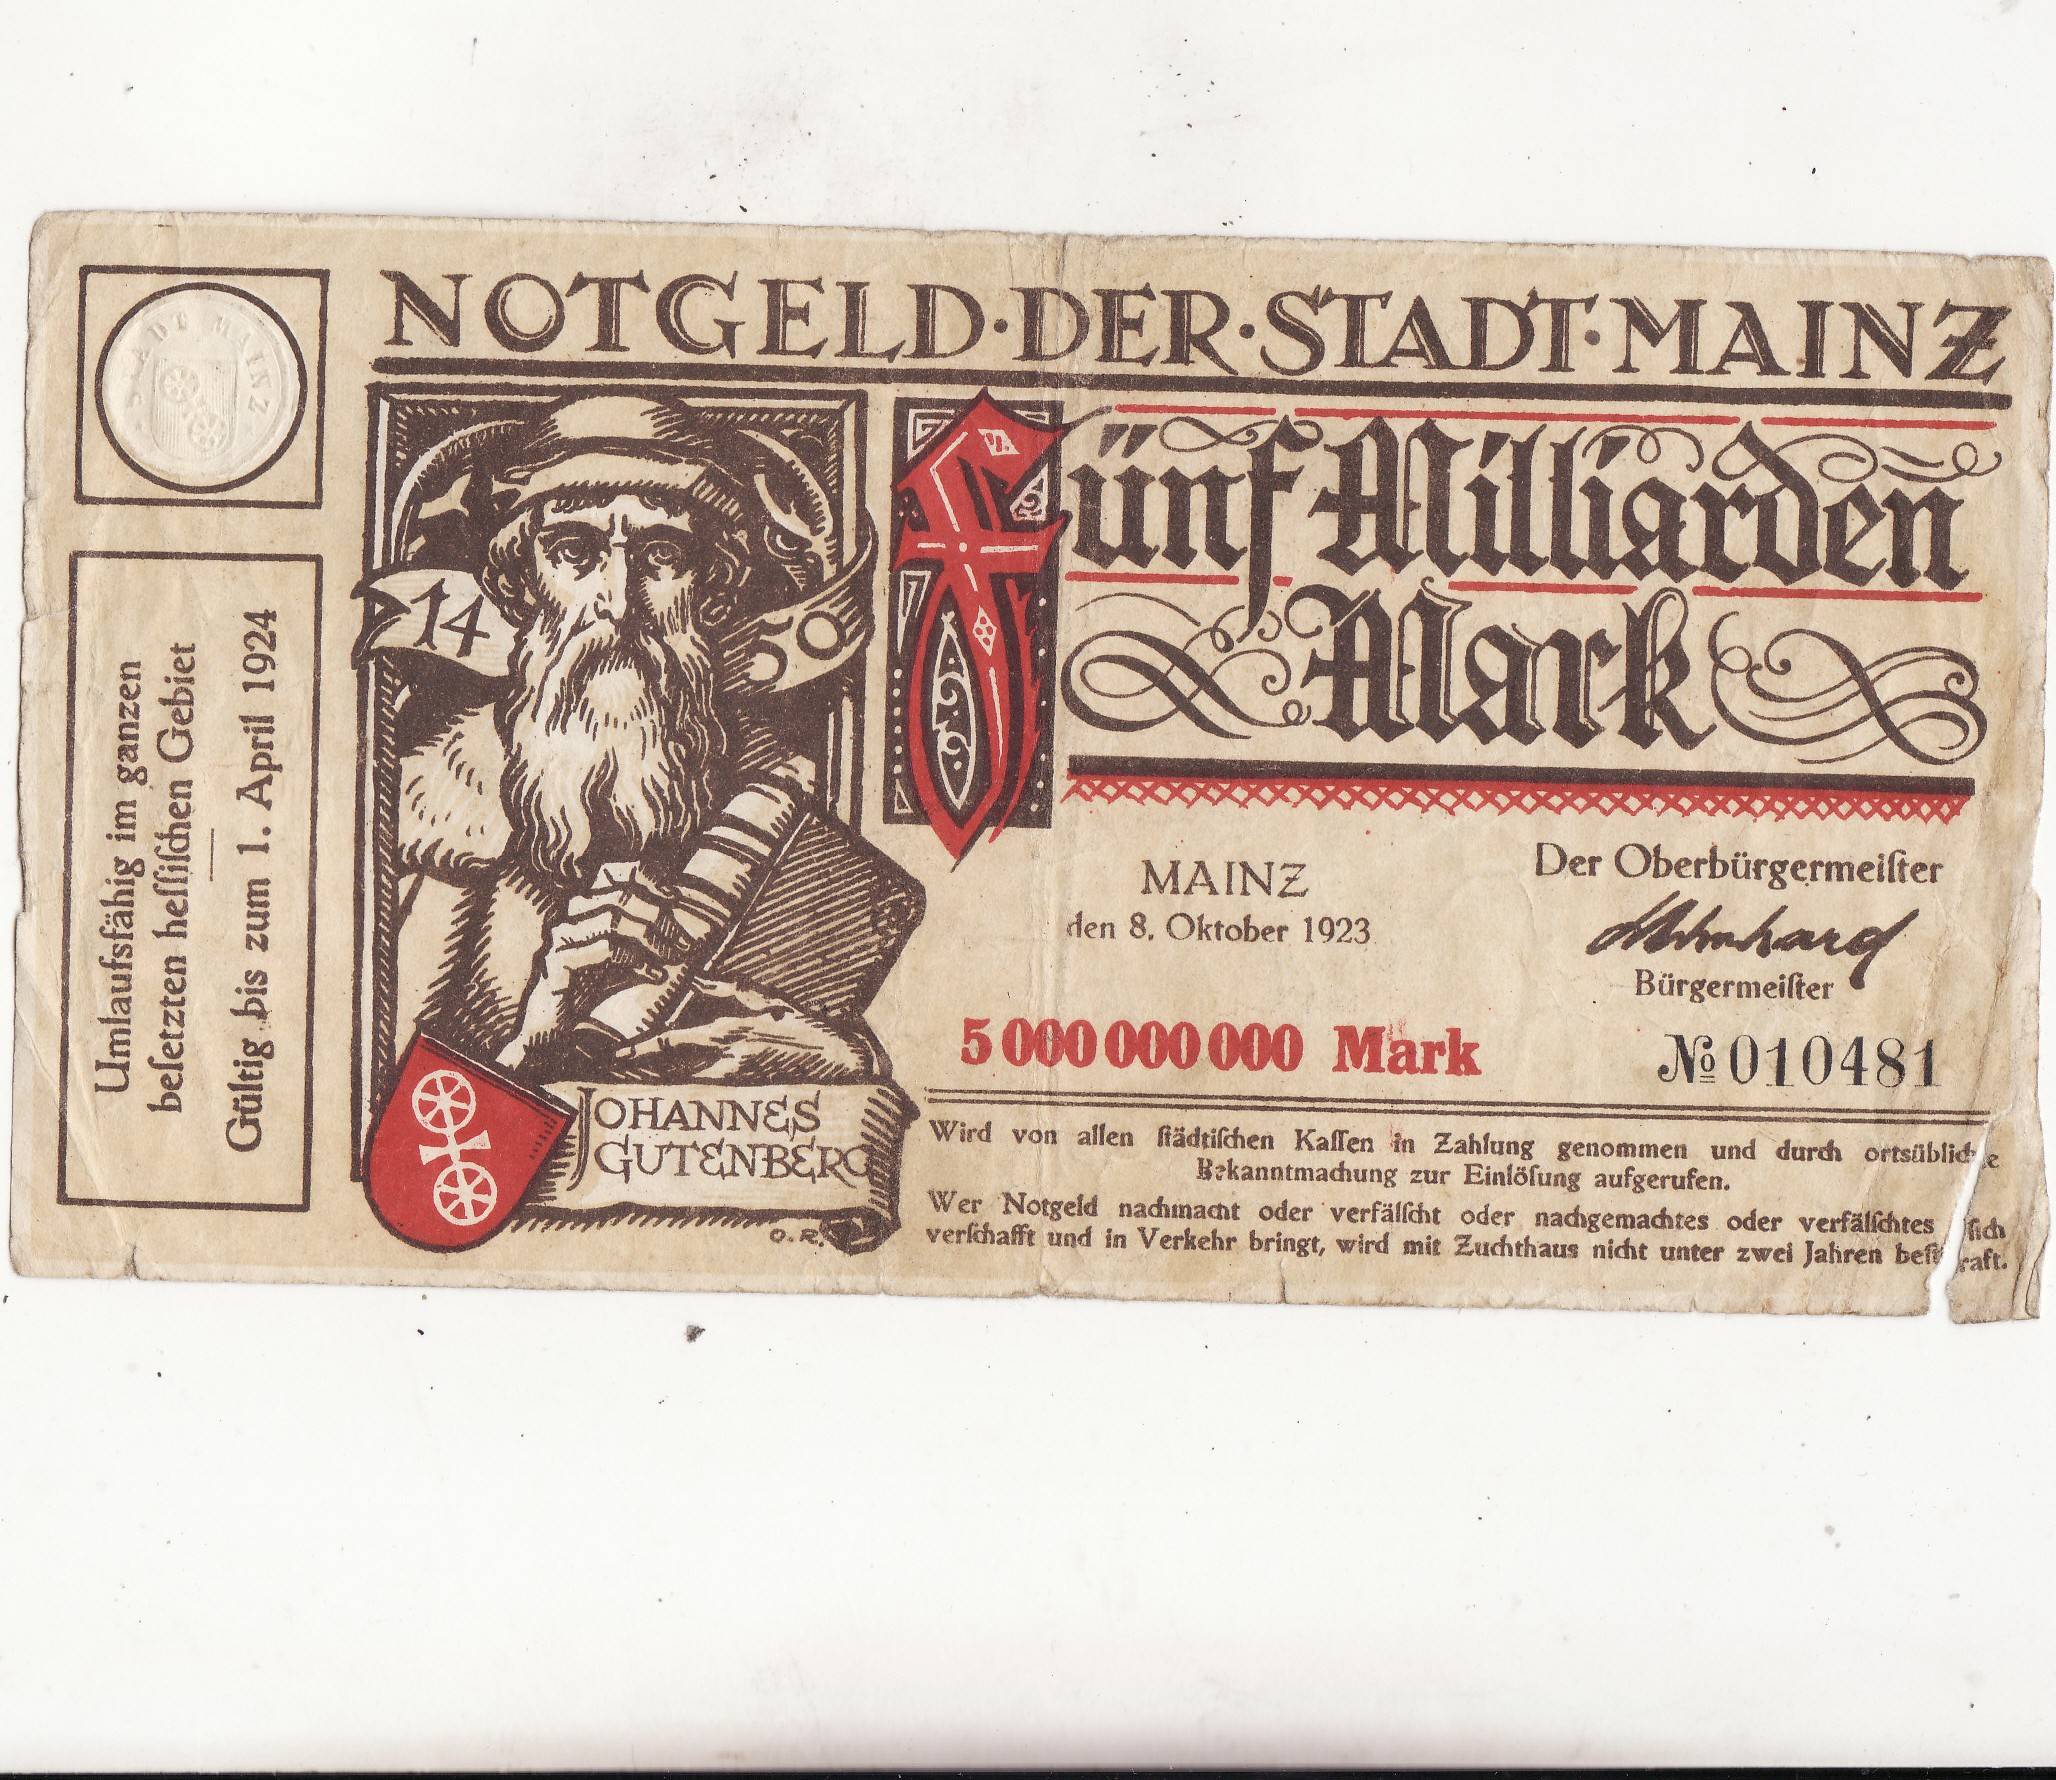 NOTGELD·DER·STADT·MAINZ
STADT MAINZ
Umlaufsfähig im ganzen
beſetzten heſſiſchen Gebiet
Gültig bis zum 1. April 1924
14 50
Fünf Milliarden
Mark
MAINZ
den 8. Oktober 1923
Der Oberbürgermeiſter
Bürgermeiſter
5 000 000 000 Mark
№ 010481
JOHANNES
GUTENBERG
O.R.
Wird von allen ſtädtiſchen Kaſſen in Zahlung genommen und durch ortsübliche
Bekanntmachung zur Einlöſung aufgerufen.
Wer Notgeld nachmacht oder verfälſcht oder nachgemachtes oder verfälſchtes ſich
verſchafft und in Verkehr bringt, wird mit Zuchthaus nicht unter zwei Jahren beſtraft.